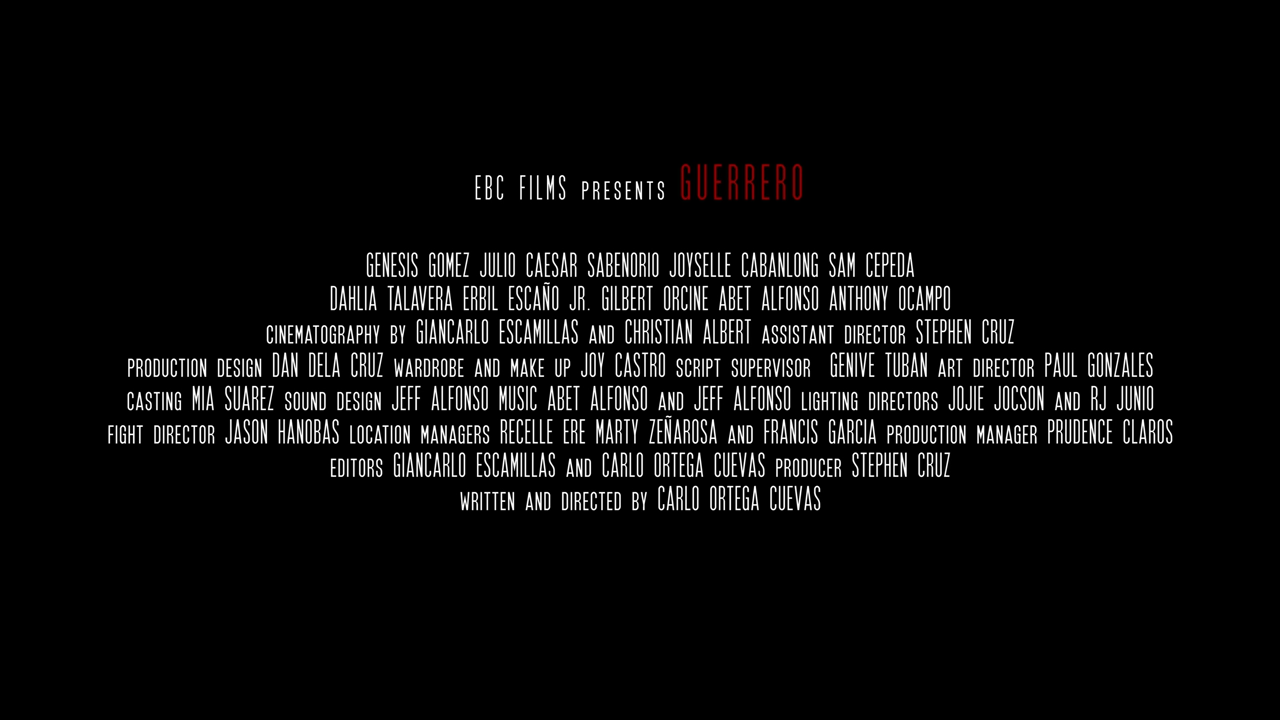 EBC FILMS PRESENTS GUERRERO
GENESIS GOMEZ JULIO CAESAR SABENORIO JOYSELLE CABANLONG SAM CEPEDA
DAHLIA TALAVERA ERBIL ESCAÑO JR. GILBERT ORCINE ABET ALFONSO ANTHONY OCAMPO
CINEMATOGRAPHY BY GIANCARLO ESCAMILLAS AND CHRISTIAN ALBERT ASSISTANT DIRECTOR STEPHEN CRUZ
PRODUCTION DESIGN DAN DELA CRUZ WARDROBE AND MAKE UP JOY CASTRO SCRIPT SUPERVISOR GENIVE TUBAN ART DIRECTOR PAUL GONZALES
CASTING MIA SUAREZ SOUND DESIGN JEFF ALFONSO MUSIC ABET ALFONSO AND JEFF ALFONSO LIGHTING DIRECTORS JOJIE JOCSON AND RJ JUNIO
FIGHT DIRECTOR JASON HANOBAS LOCATION MANAGERS RECELLE ERE MARTY ZEÑAROSA AND FRANCIS GARCIA PRODUCTION MANAGER PRUDENCE CLAROS
EDITORS GIANCARLO ESCAMILLAS AND CARLO ORTEGA CUEVAS PRODUCER STEPHEN CRUZ
WRITTEN AND DIRECTED BY CARLO ORTEGA CUEVAS